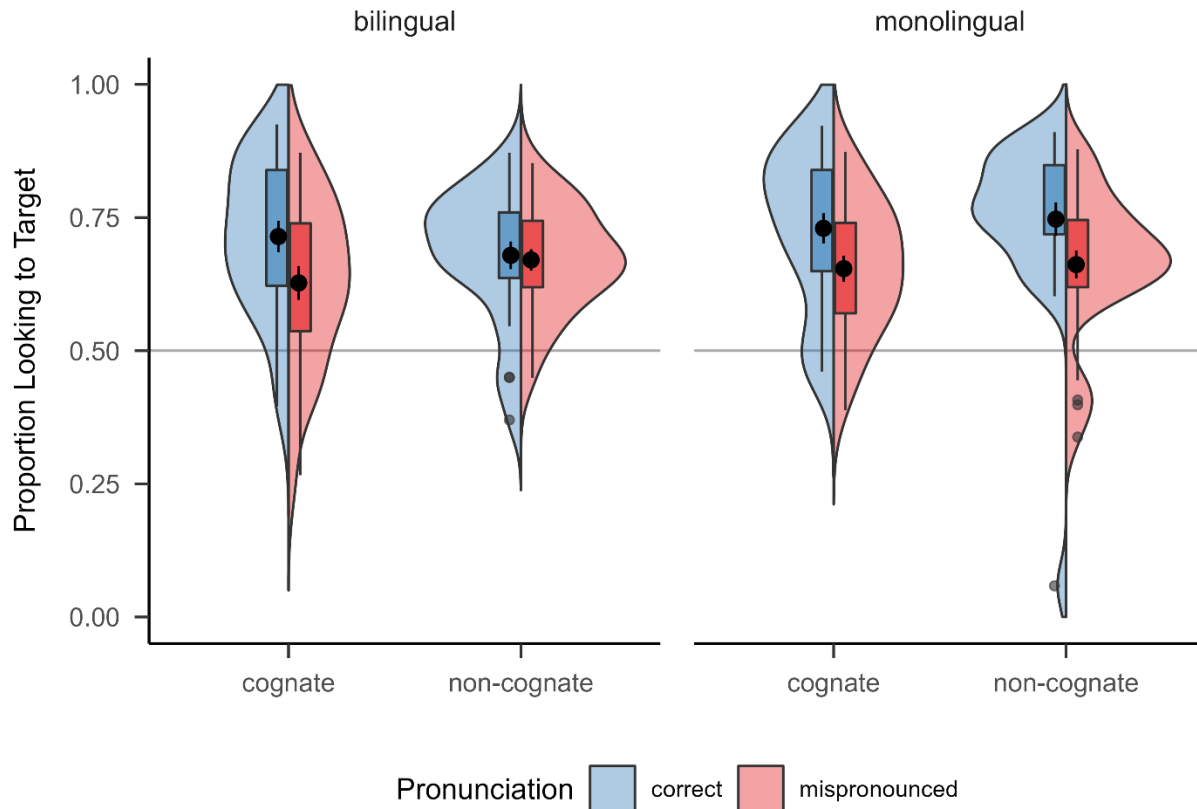 bilingual
monolingual
Proportion Looking to Target
1.00
0.75
0.50
0.25
0.00
cognate
non-cognate
cognate
non-cognate
Pronunciation correct mispronounced